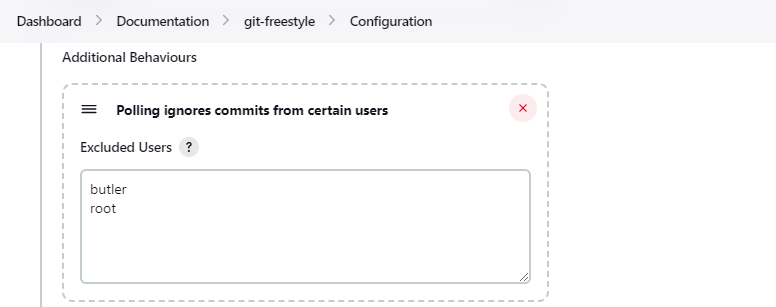 Dashboard > Documentation > git-freestyle > Configuration
Additional Behaviours
Polling ignores commits from certain users
Excluded Users ?
butler
root